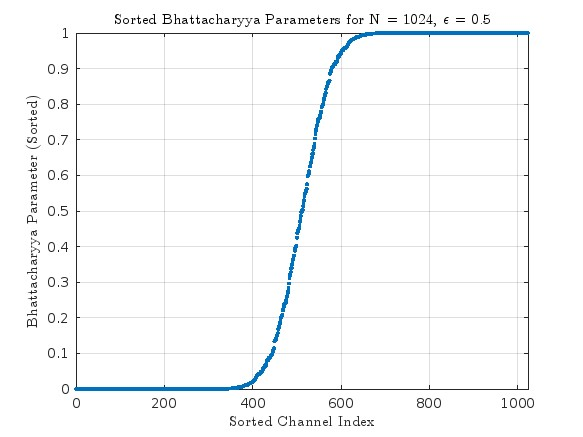 Sorted Bhattacharyya Parameters for N = 1024, ϵ = 0.5
1
0.9
0.8
0.7
0.6
0.5
0.4
0.3
0.2
0.1
0
Bhattacharyya Parameter (Sorted)
0 200 400 600 800 1000
Sorted Channel Index